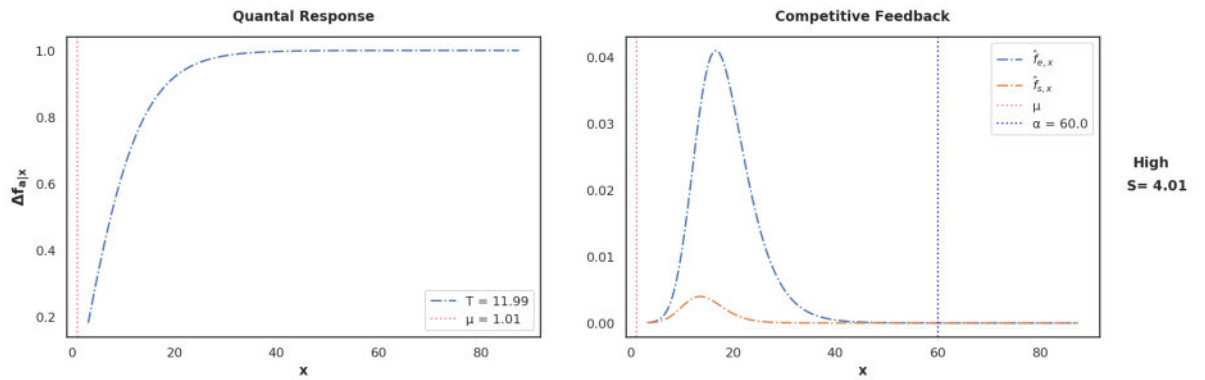 Quantal Response
Δf_{a|x}
1.0
0.8
0.6
0.4
0.2
0
20
40
60
80
x
T = 11.99
μ = 1.01
Competitive Feedback
0.04
0.03
0.02
0.01
0.00
0
20
40
60
80
x
f̂_{e,x}
f̂_{s,x}
μ
α = 60.0
High
S= 4.01